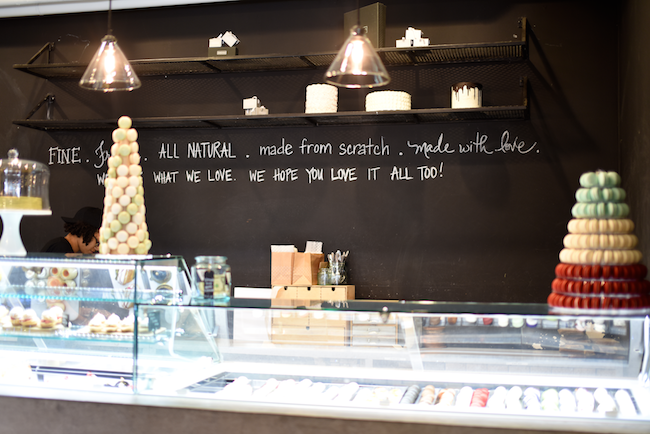 FINE. . ALL NATURAL. made from scratch. made with love.
WHAT WE LOVE. WE HOPE YOU LOVE IT ALL TOO!